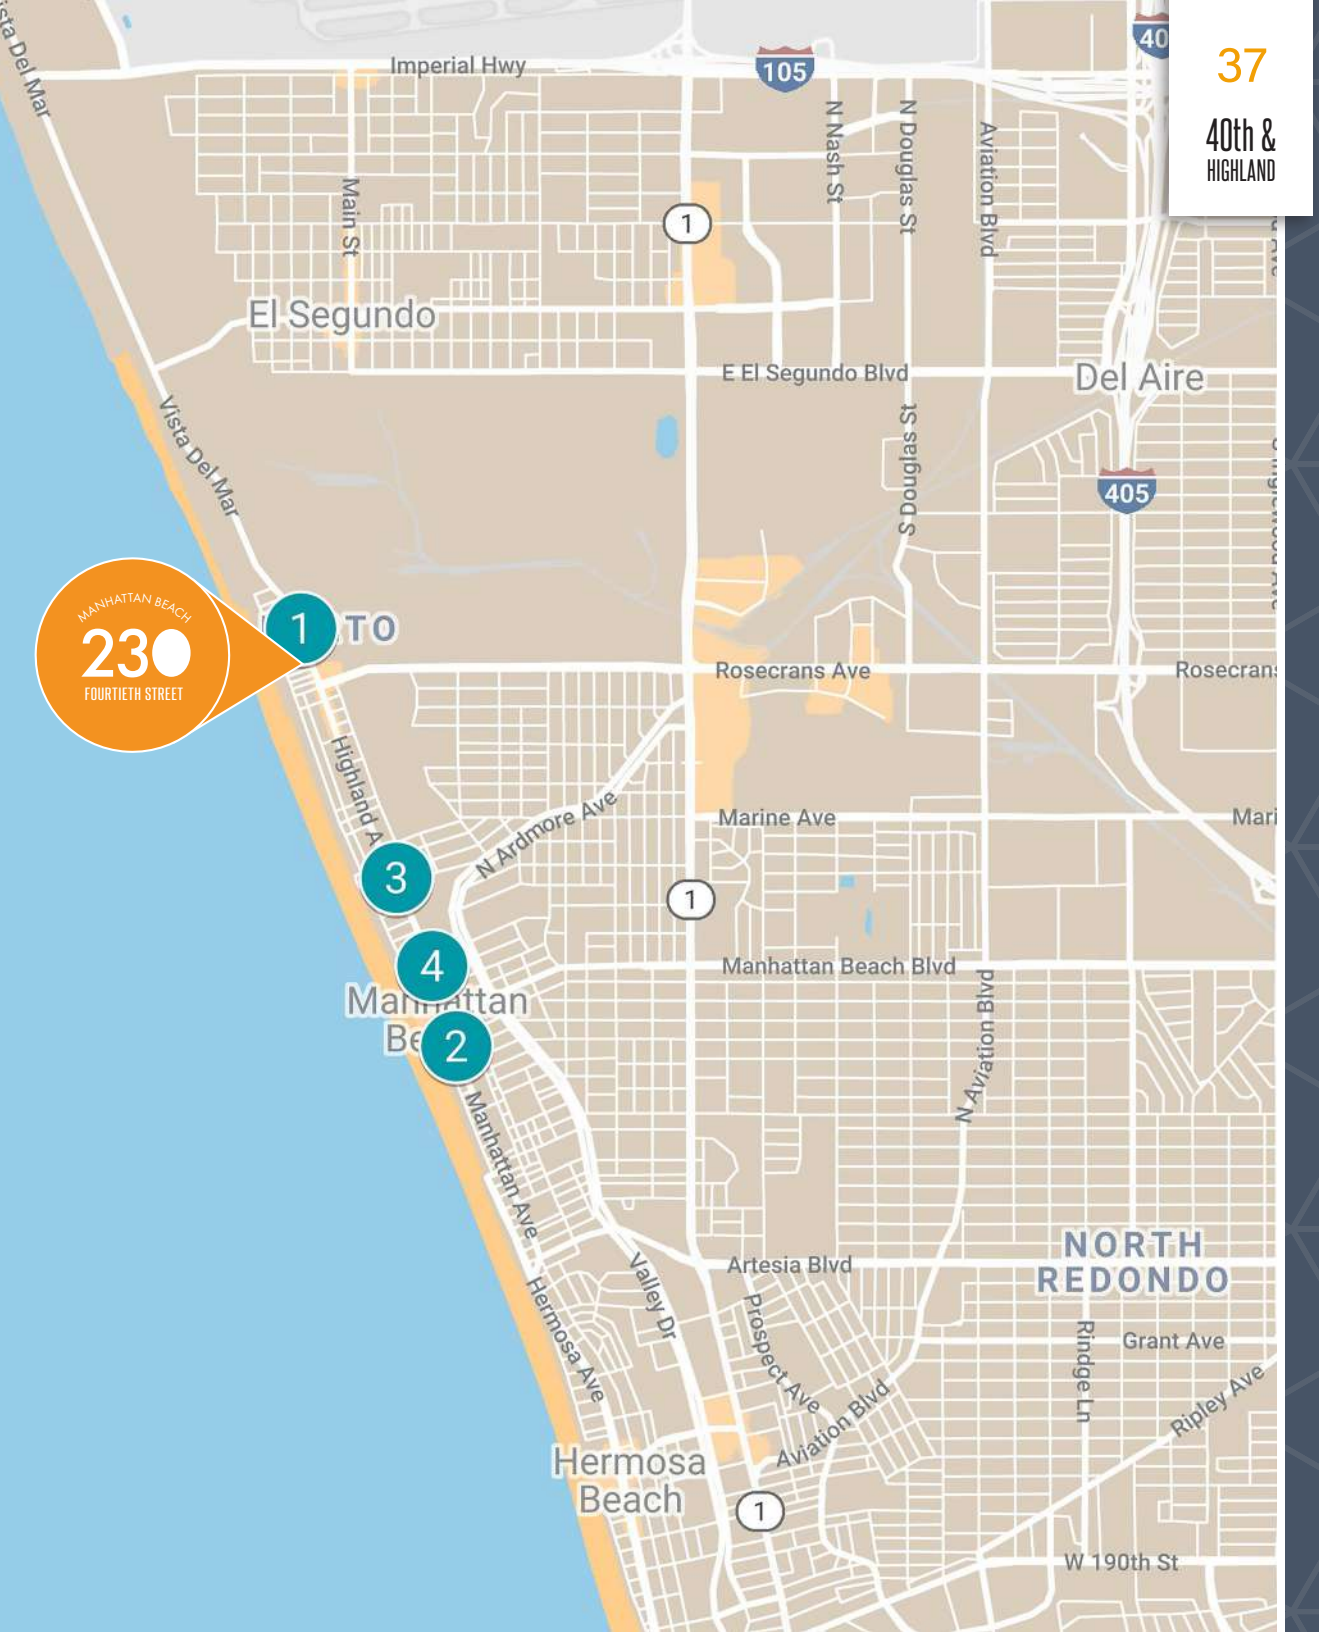 37
40th &
HIGHLAND
Vista Del Mar
Imperial Hwy
105
40
N Nash St
N Douglas St
Aviation Blvd
Main St
1
El Segundo
E El Segundo Blvd
Del Aire
Vista Del Mar
S Douglas St
405
MANHATTAN BEACH
230
FOURTIETH STREET
1
TO
Rosecrans Ave
Rosecrans
Highland A
N Ardmore Ave
Marine Ave
Mari
3
1
4
Manhattan Beach Blvd
Manhattan
Be
2
N Aviation Blvd
Manhattan Ave
NORTH
REDONDO
Artesia Blvd
Valley Dr
Hermosa Ave
Prospect Ave
Rindge Ln
Grant Ave
Ripley Ave
Aviation Blvd
Hermosa
Beach
1
W 190th St